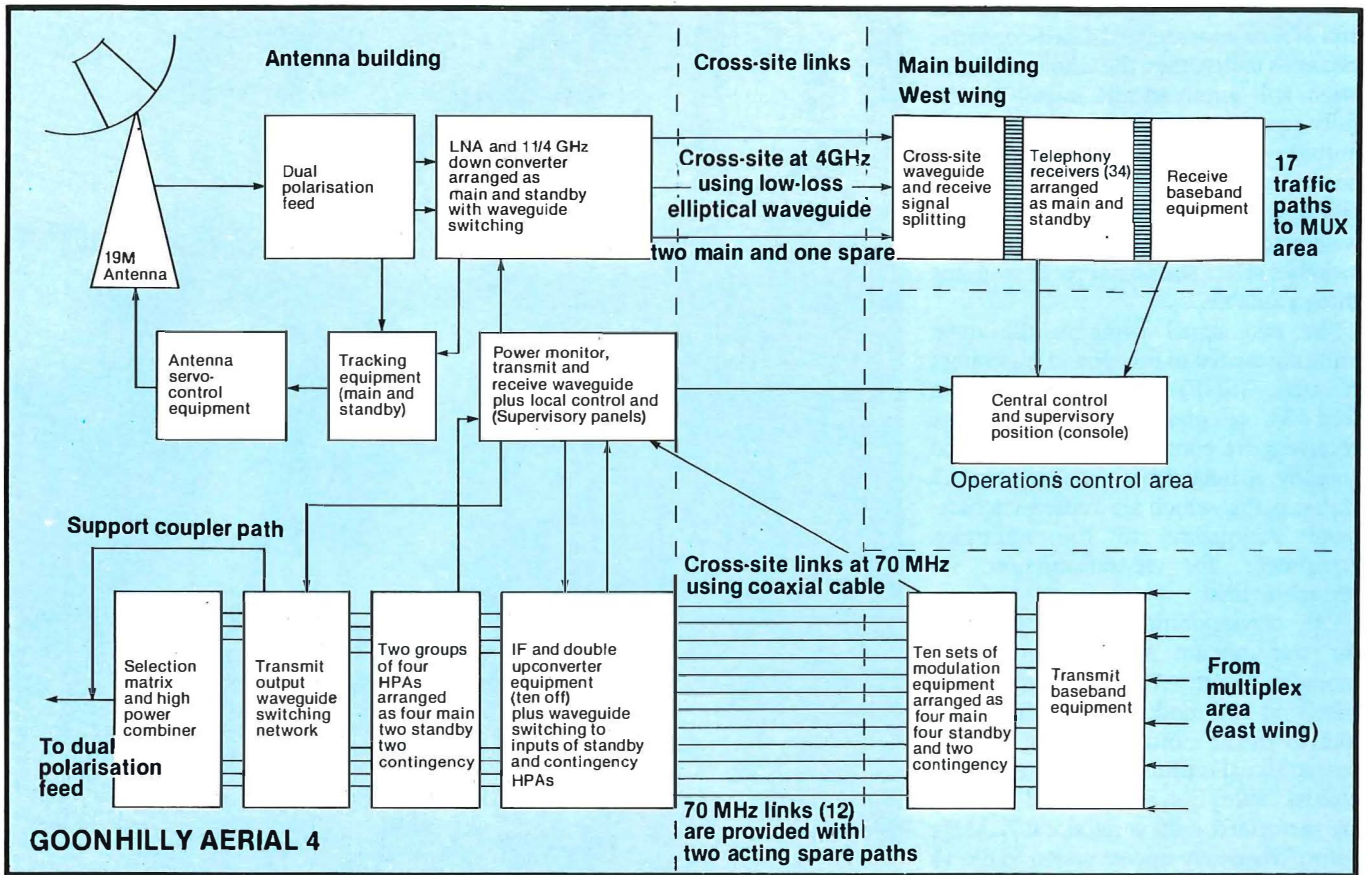 Antenna building
Cross-site links
Main building
West wing
19M
Antenna
Dual
polarisation
feed
LNA and 11/4 GHz
down converter
arranged as
main and standby
with waveguide
switching
Cross-site at 4GHz
using low-loss
elliptical waveguide
two main and one spare
Cross-site
waveguide
and receive
signal
splitting
Telephony
receivers (34)
arranged
as main and
standby
Receive
baseband
equipment
17
traffic
paths
to MUX
area
Antenna
servo-
control
equipment
Tracking
equipment
(main and
standby)
Power monitor,
transmit and
receive waveguide
plus local control and
(Supervisory panels)
Central control
and supervisory
position (console)
Operations control area
Support coupler path
Cross-site links at 70 MHz
using coaxial cable
Selection
matrix
and high
power
combiner
Transmit
output
waveguide
switching
network
Two groups
of four
HPAs
arranged
as four main
two standby
two
contingency
IF and double
upconverter
equipment
(ten off)
plus waveguide
switching to
inputs of standby
and contingency
HPAs
Ten sets of
modulation
equipment
arranged as
four main
four standby
and two
contingency
Transmit
baseband
equipment
From
multiplex
area
(east wing)
To dual
polarisation
feed
70 MHz links (12)
are provided with
two acting spare paths
GOONHILLY AERIAL 4